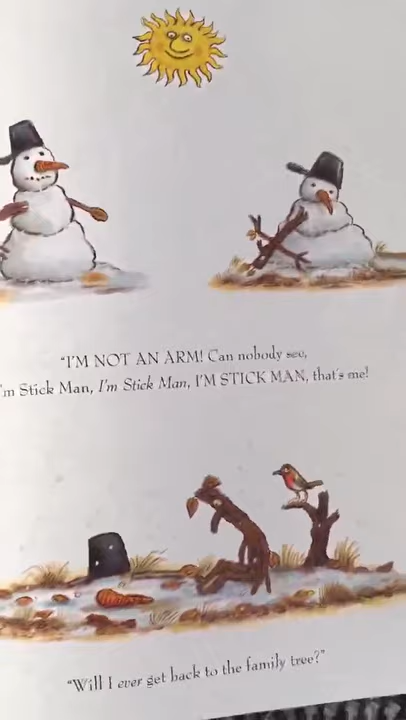 "I'M NOT AN ARM! Can nobody see,
I'm Stick Man, I'm Stick Man, I'M STICK MAN, that's me!
"Will I ever get back to the family tree?"